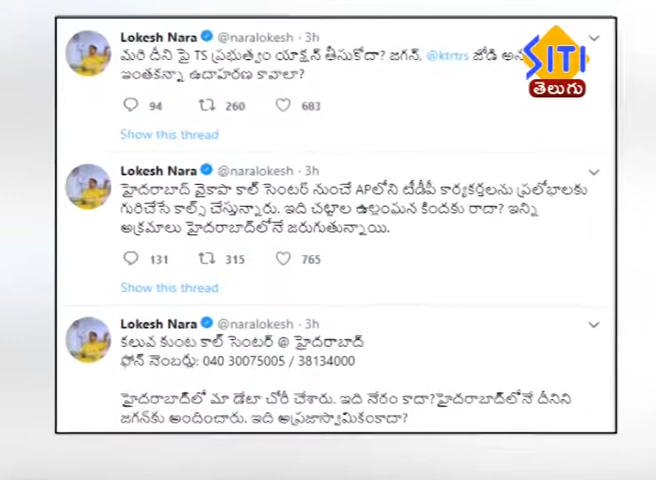 Lokesh Nara @naralokesh · 3h
మరి దీని పై TS ప్రభుత్వం యాక్షన్ తీసుకోదా? జగన్, @ktrtrs జోడి
ఇంతకన్నా ఉదాహరణ కావాలా?
94 260 683
Show this thread
SITI
తెలుగు
Lokesh Nara @naralokesh · 3h
హైదరాబాద్ వైకాపా కాల్ సెంటర్ నుంచే APలోని టీడీపీ కార్యకర్తలను ప్రలోభాలకు
గురిచేసే కాల్స్ చేస్తున్నారు. ఇది చట్టాల ఉల్లంఘన కిందకు రాదా? ఇన్ని
అక్రమాలు హైదరాబాద్‌లోనే జరుగుతున్నాయి.
131 315 765
Show this thread
Lokesh Nara @naralokesh · 3h
కలువ కుంట కాల్ సెంటర్ @ హైదరాబాద్
ఫోన్ నెంబర్లు: 040 30075005 / 38134000
హైదరాబాద్‌లో మా డేటా చోరీ చేశారు. ఇది నేరం కాదా?హైదరాబాద్‌లోనే దీనిని
జగన్‌కు అందించారు. ఇది అప్రజాస్వామికంకాదా?